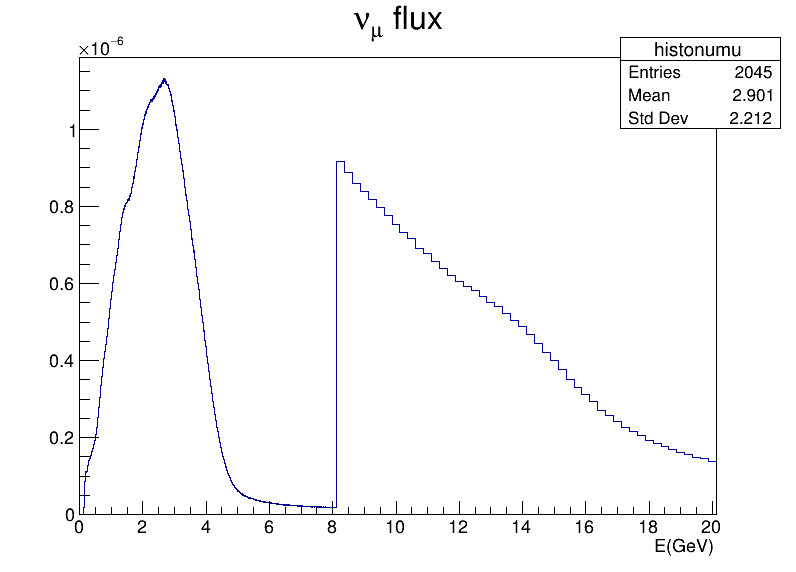 ν_μ flux
×10⁻⁶
histonumu
Entries 2045
Mean 2.901
Std Dev 2.212
1
0.8
0.6
0.4
0.2
0
0 2 4 6 8 10 12 14 16 18 20
E(GeV)